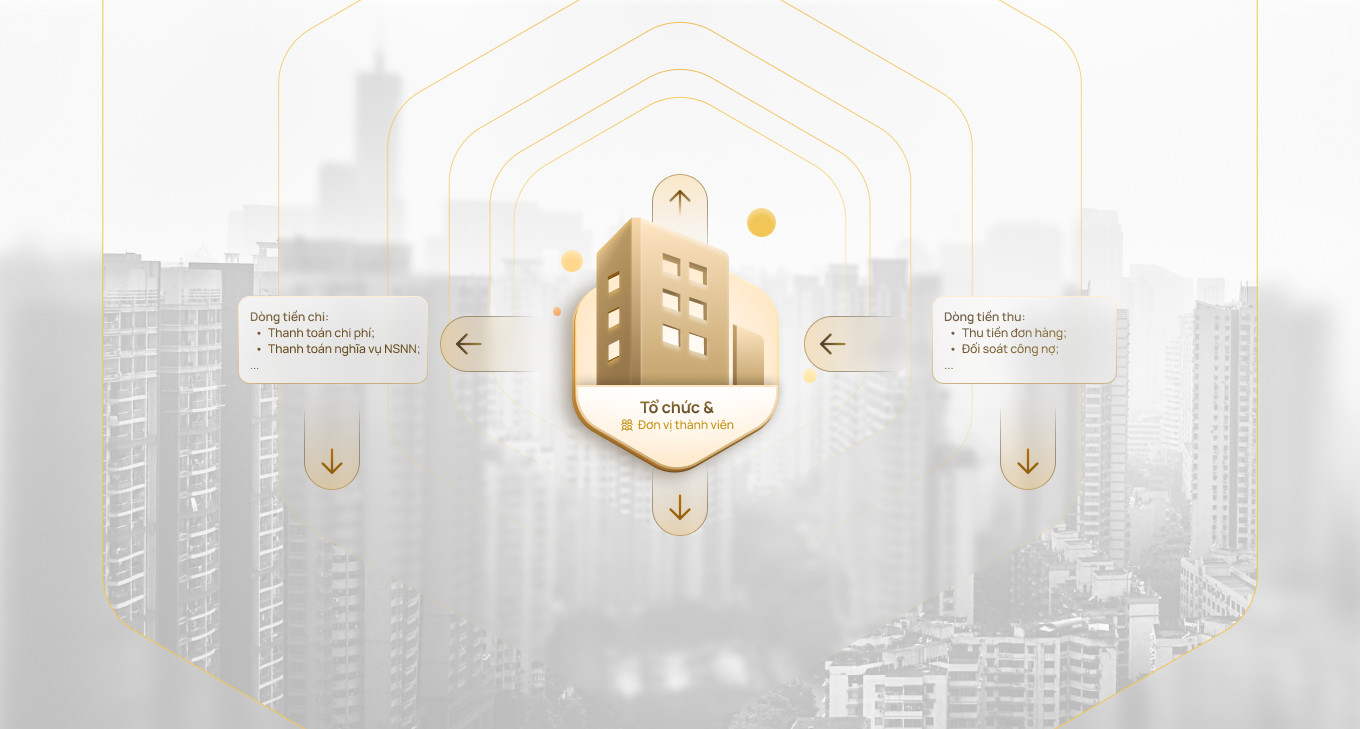 Dòng tiền chi:
• Thanh toán chi phí;
• Thanh toán nghĩa vụ NSNN;
...
Tổ chức &
Đơn vị thành viên
Dòng tiền thu:
• Thu tiền đơn hàng;
• Đối soát công nợ;
...